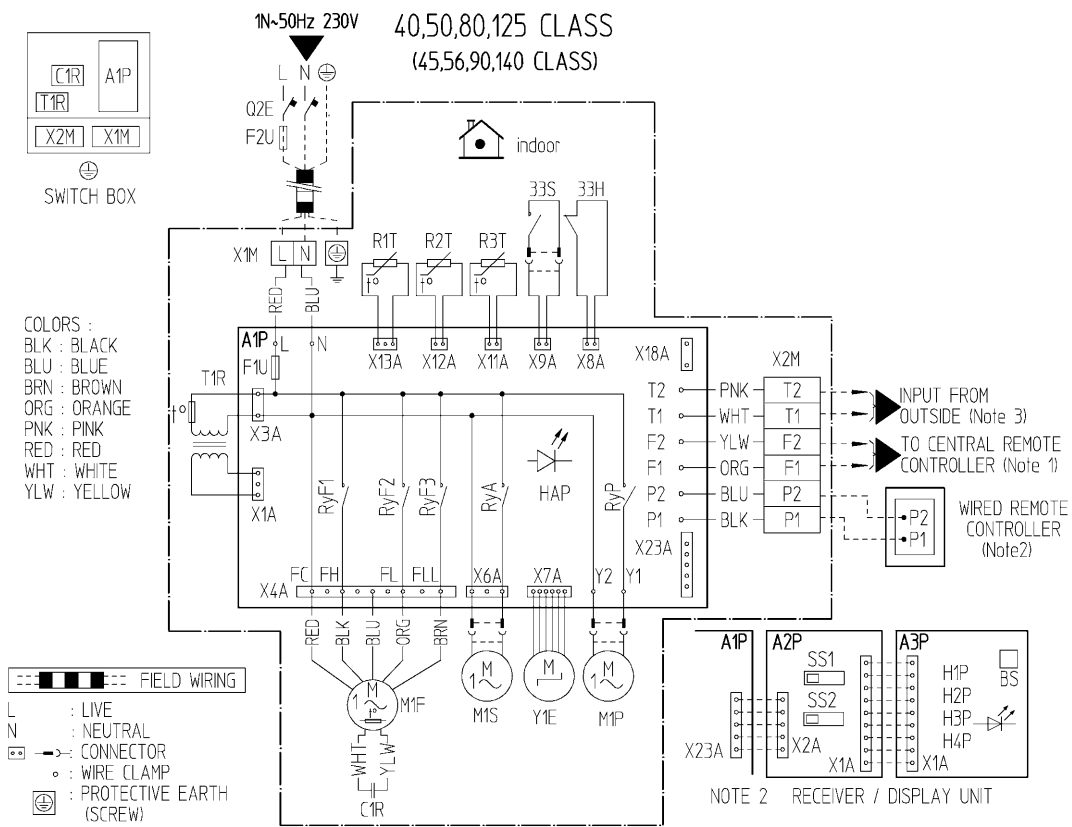 1N~50Hz 230V
40,50,80,125 CLASS
(45,56,90,140 CLASS)
C1R
A1P
T1R
X2M
X1M
SWITCH BOX
L
N
Q2E
F2U
indoor
33S
33H
X1M
L
N
R1T
R2T
R3T
RED
BLU
COLORS :
BLK : BLACK
BLU : BLUE
BRN : BROWN
ORG : ORANGE
PNK : PINK
RED : RED
WHT : WHITE
YLW : YELLOW
A1P
L
N
F1U
X13A
X12A
X11A
X9A
X8A
X18A
X2M
T1R
t°
X3A
X1A
T2
PNK
T2
T1
WHT
T1
F2
YLW
F2
F1
ORG
F1
P2
BLU
P2
P1
BLK
P1
INPUT FROM
OUTSIDE (Note 3)
TO CENTRAL REMOTE
CONTROLLER (Note 1)
P2
P1
WIRED REMOTE
CONTROLLER
(Note2)
HAP
RyF1
RyF2
RyF3
RyA
RyP
X23A
X4A
FC
FH
FL
FLL
X6A
X7A
Y2
Y1
RED
BLK
BLU
ORG
BRN
M
1
M1F
M
1
M1S
M
Y1E
M
1
M1P
WHT
YLW
C1R
FIELD WIRING
L : LIVE
N : NEUTRAL
: CONNECTOR
: WIRE CLAMP
: PROTECTIVE EARTH
(SCREW)
A1P
X23A
A2P
SS1
SS2
X2A
X1A
A3P
H1P
H2P
H3P
H4P
BS
X1A
NOTE 2 RECEIVER / DISPLAY UNIT